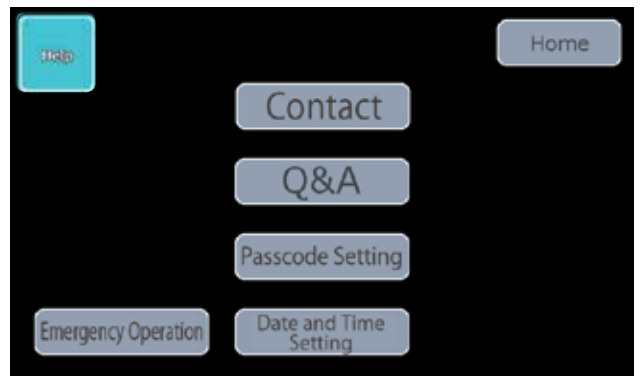 Help
Home
Contact
Q&A
Passcode Setting
Emergency Operation
Date and Time
Setting